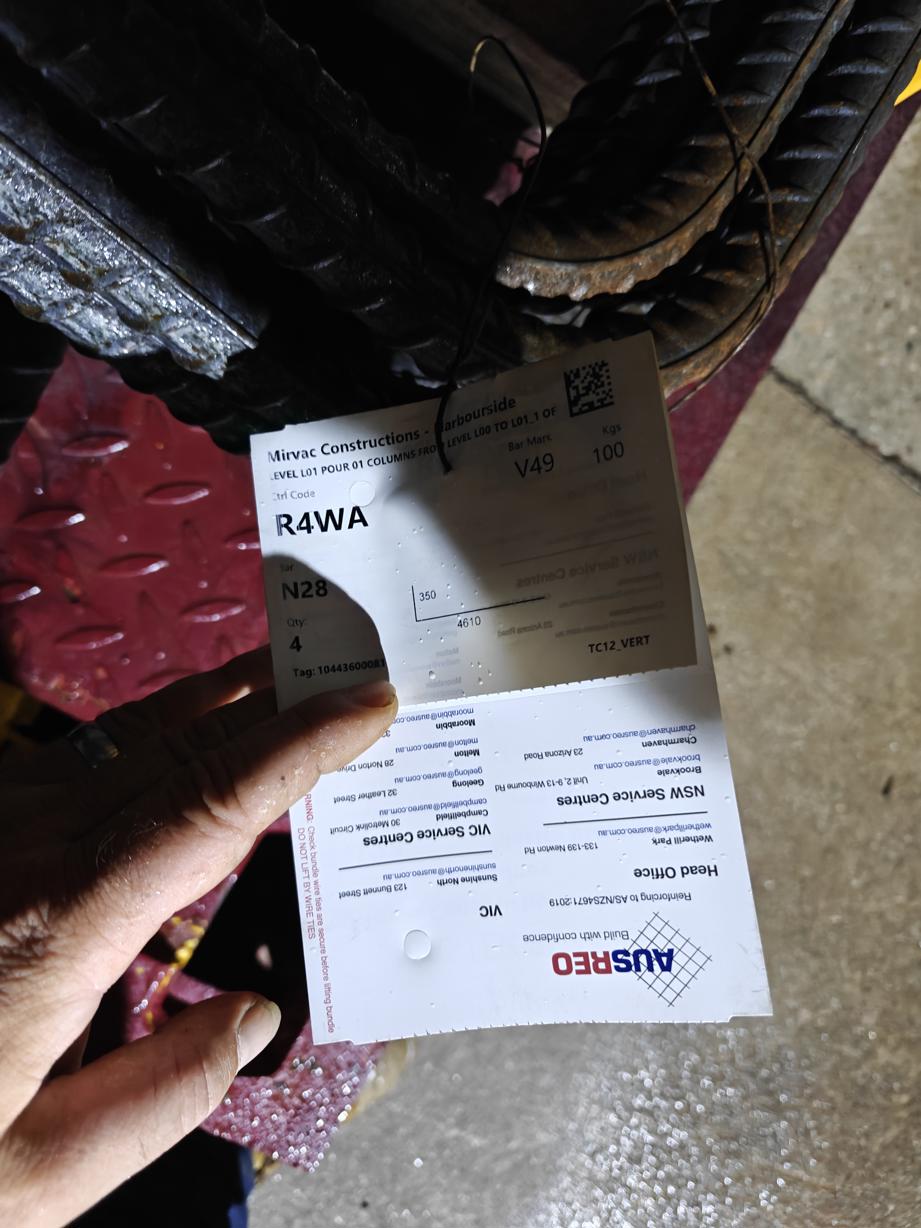 Mirvac Constructions - Harbourside
LEVEL L01 POUR 01 COLUMNS FROM LEVEL L00 TO L01_1 OF
Ctrl Code
R4WA
Bar Mark
V49
Kgs
100
Bar
N28
Qty:
4
350
4610
Tag: 10443600081
TC12_VERT
AUSREO
Build with confidence
Reinforcing to AS/NZS4671:2019
Head Office
Wetherill Park 133-139 Newton Rd
wetherillpark@ausreo.com.au
NSW Service Centres
Brookvale Unit 2, 9-13 Winbourne Rd
brookvale@ausreo.com.au
Charmhaven 23 Arizona Road
charmhaven@ausreo.com.au
VIC
Sunshine North 123 Bunnett Street
sunshinenorth@ausreo.com.au
VIC Service Centres
Campbellfield 30 Metrolink Circuit
campbellfield@ausreo.com.au
Geelong 32 Leather Street
geelong@ausreo.com.au
Melton 28 Norton Drive
melton@ausreo.com.au
Moorabbin
moorabbin@ausreo.co
Check bundle wire ties are secure before lifting bundle
DO NOT LIFT BY WIRE TIES